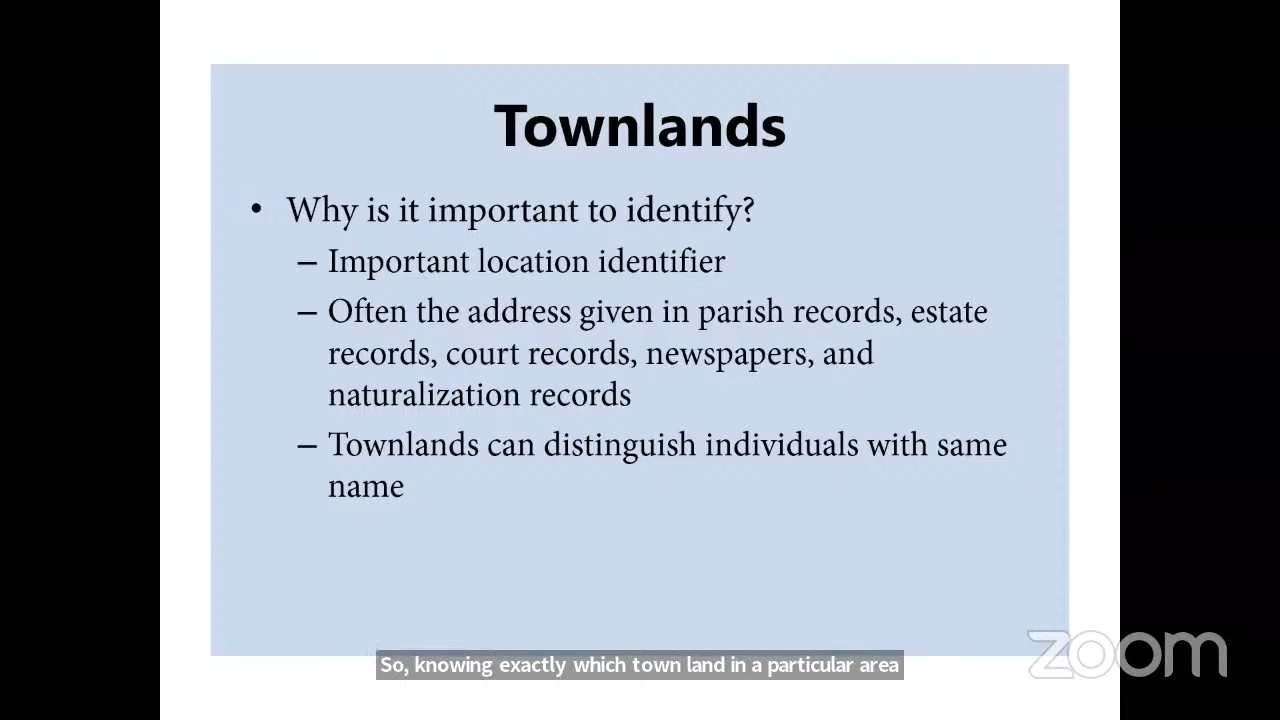 Townlands
• Why is it important to identify?
– Important location identifier
– Often the address given in parish records, estate
records, court records, newspapers, and
naturalization records
– Townlands can distinguish individuals with same
name
So, knowing exactly which town land in a particular area
zoom